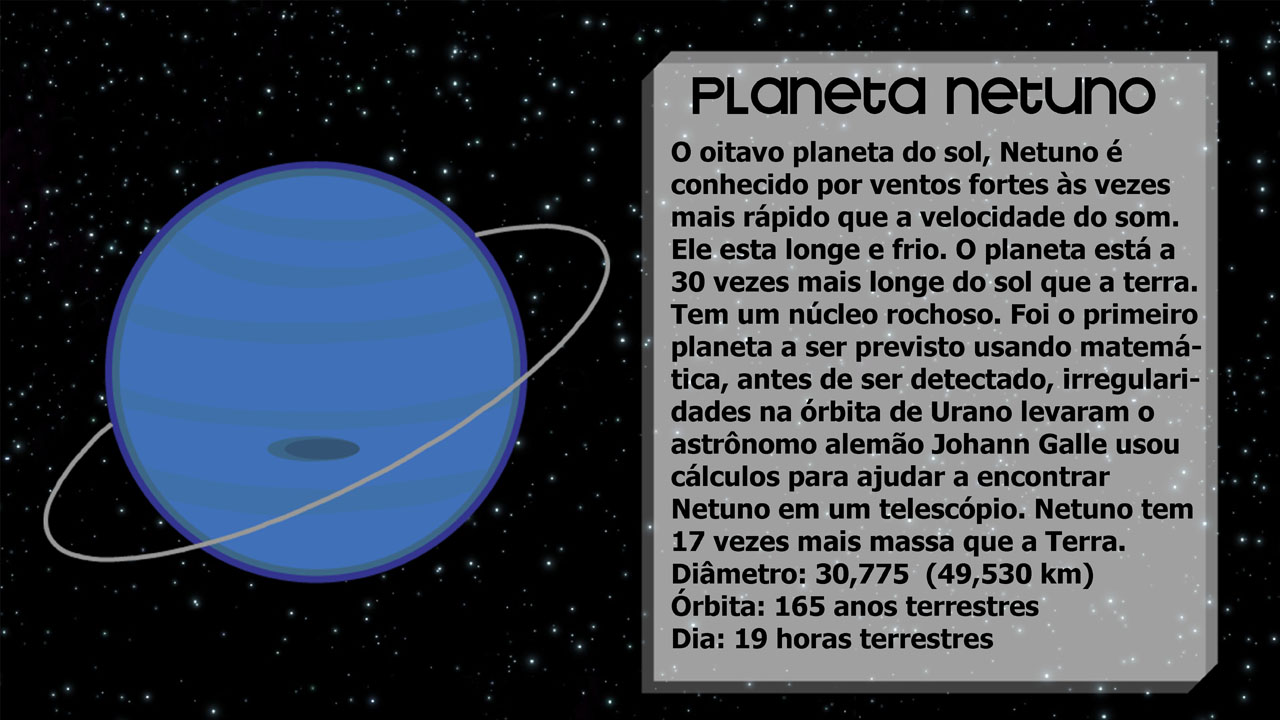 PLaneta netuno
O oitavo planeta do sol, Netuno é
conhecido por ventos fortes às vezes
mais rápido que a velocidade do som.
Ele esta longe e frio. O planeta está a
30 vezes mais longe do sol que a terra.
Tem um núcleo rochoso. Foi o primeiro
planeta a ser previsto usando matemá-
tica, antes de ser detectado, irregulari-
dades na órbita de Urano levaram o
astrônomo alemão Johann Galle usou
cálculos para ajudar a encontrar
Netuno em um telescópio. Netuno tem
17 vezes mais massa que a Terra.
Diâmetro: 30,775  (49,530 km)
Órbita: 165 anos terrestres
Dia: 19 horas terrestres